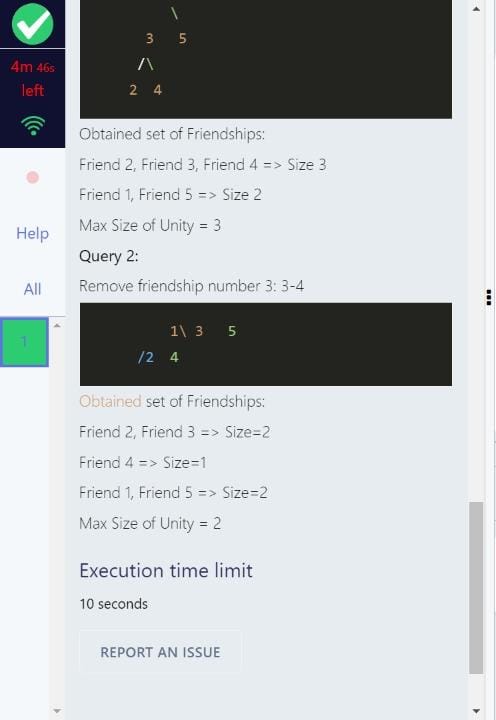 4m 46s
left
Help
All
1
\
3 5
/\
2 4
Obtained set of Friendships:
Friend 2, Friend 3, Friend 4 => Size 3
Friend 1, Friend 5 => Size 2
Max Size of Unity = 3
Query 2:
Remove friendship number 3: 3-4
1\ 3 5
/2 4
Obtained set of Friendships:
Friend 2, Friend 3 => Size=2
Friend 4 => Size=1
Friend 1, Friend 5 => Size=2
Max Size of Unity = 2
Execution time limit
10 seconds
REPORT AN ISSUE